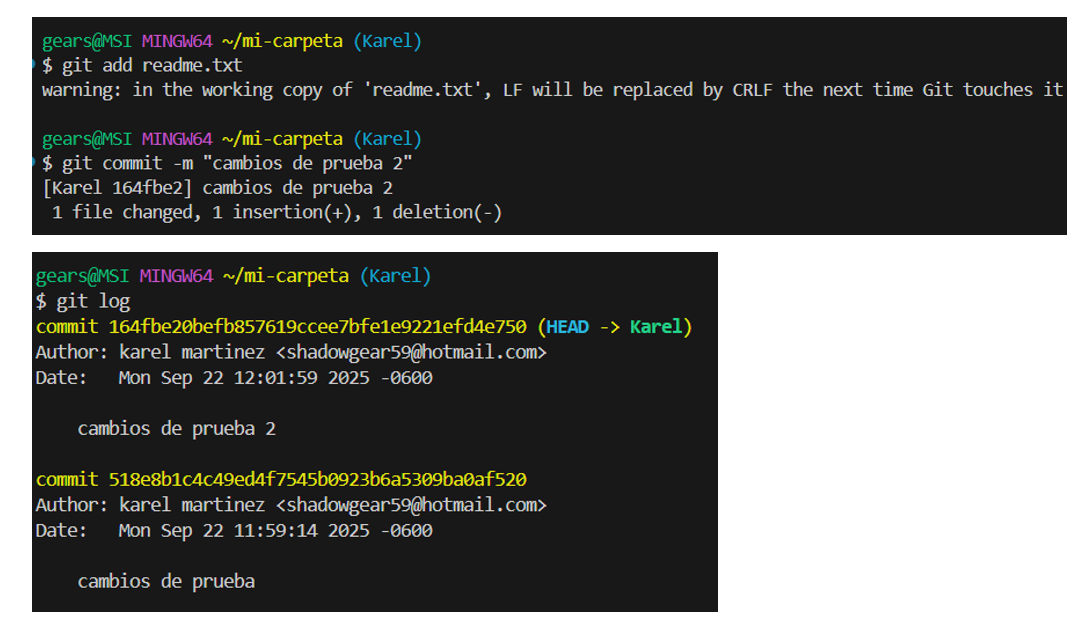 gears@MSI MINGW64 ~/mi-carpeta (Karel)
$ git add readme.txt
warning: in the working copy of 'readme.txt', LF will be replaced by CRLF the next time Git touches it
gears@MSI MINGW64 ~/mi-carpeta (Karel)
$ git commit -m "cambios de prueba 2"
[Karel 164fbe2] cambios de prueba 2
1 file changed, 1 insertion(+), 1 deletion(-)
gears@MSI MINGW64 ~/mi-carpeta (Karel)
$ git log
commit 164fbe20befb857619ccee7bfe1e9221efd4e750 (HEAD -> Karel)
Author: karel martinez <shadowgear59@hotmail.com>
Date:   Mon Sep 22 12:01:59 2025 -0600
cambios de prueba 2
commit 518e8b1c4c49ed4f7545b0923b6a5309ba0af520
Author: karel martinez <shadowgear59@hotmail.com>
Date:   Mon Sep 22 11:59:14 2025 -0600
cambios de prueba